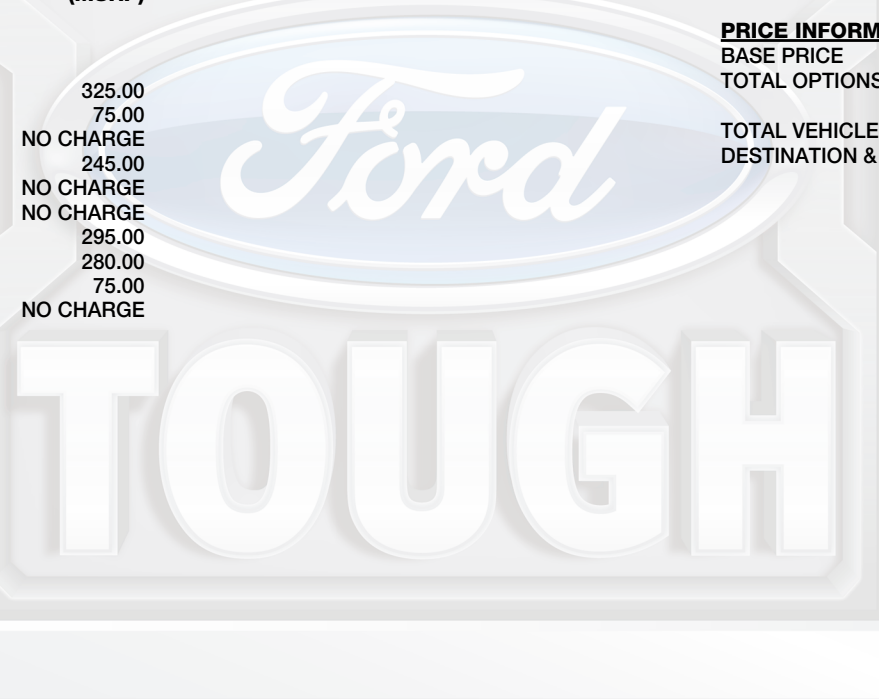 325.00
75.00
NO CHARGE
245.00
NO CHARGE
NO CHARGE
295.00
280.00
75.00
NO CHARGE
PRICE INFORM
BASE PRICE
TOTAL OPTIONS
TOTAL VEHICLE
DESTINATION &
Ford
TOUGH